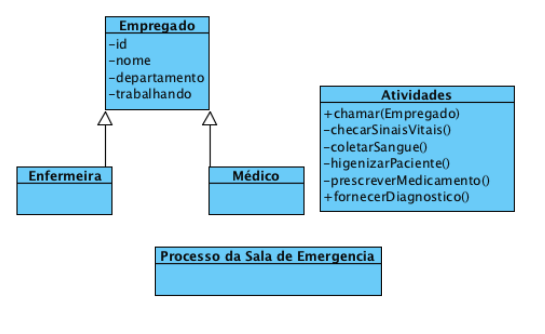 Empregado
-id
-nome
-departamento
-trabalhando
Atividades
+chamar(Empregado)
-checarSinaisVitais()
-coletarSangue()
-higenizarPaciente()
-prescreverMedicamento()
+fornecerDiagnostico()
Enfermeira
Médico
Processo da Sala de Emergencia